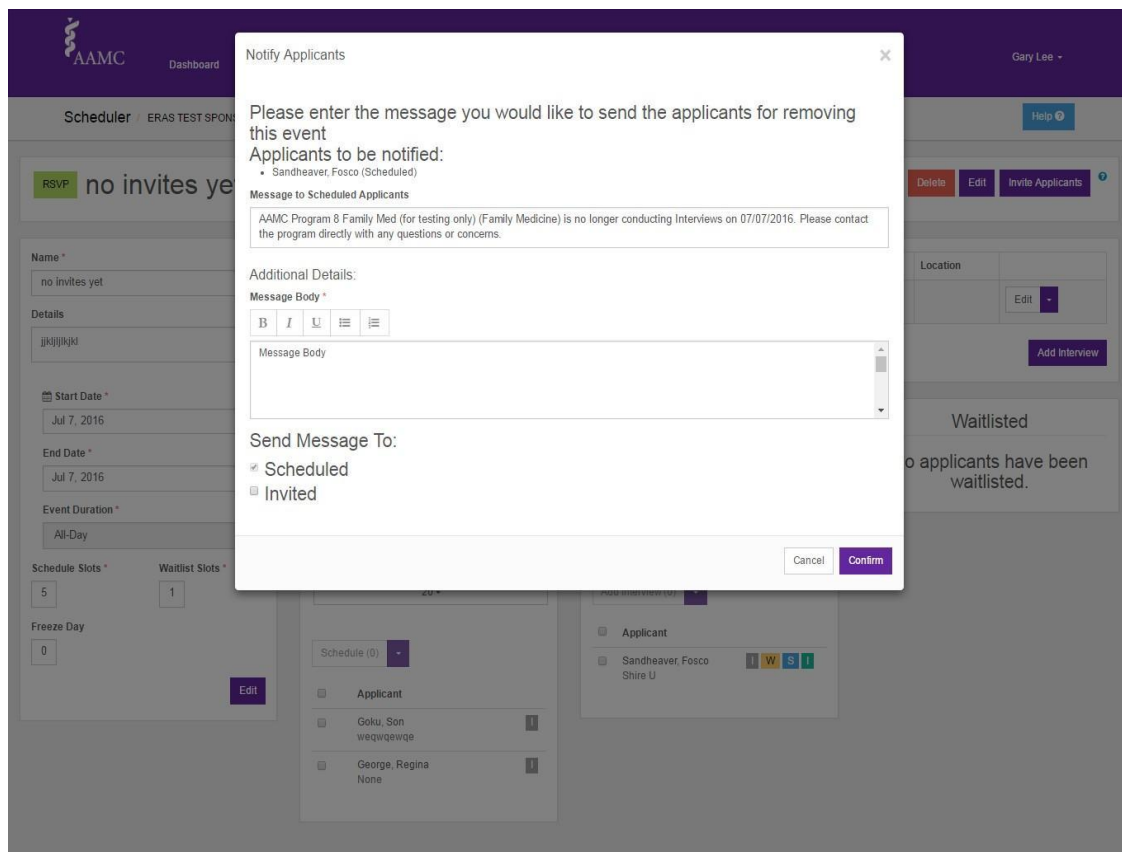 AAMC
Dashboard
Gary Lee
Notify Applicants
×
Scheduler / ERAS TEST SPON
Help
Please enter the message you would like to send the applicants for removing
this event
Applicants to be notified:
Sandheaver, Fosco (Scheduled)
Message to Scheduled Applicants
AAMC Program 8 Family Med (for testing only) (Family Medicine) is no longer conducting Interviews on 07/07/2016. Please contact
the program directly with any questions or concerns.
Additional Details:
Message Body *
B I U
Message Body
Send Message To:
Scheduled
Invited
Cancel Confirm
RSVP no invites ye
Delete Edit Invite Applicants
Name *
no invites yet
Details
jjkljijlkjkl
Start Date *
Jul 7, 2016
End Date *
Jul 7, 2016
Event Duration *
All-Day
Schedule Slots * Waitlist Slots *
5 1
Freeze Day
0
Edit
20
Schedule (0)
Applicant
Goku, Son I
weqwqewqe
George, Regina I
None
Add Interview (0)
Applicant
Sandheaver, Fosco I W S I
Shire U
Location
Edit
Add Interview
Waitlisted
o applicants have been
waitlisted.